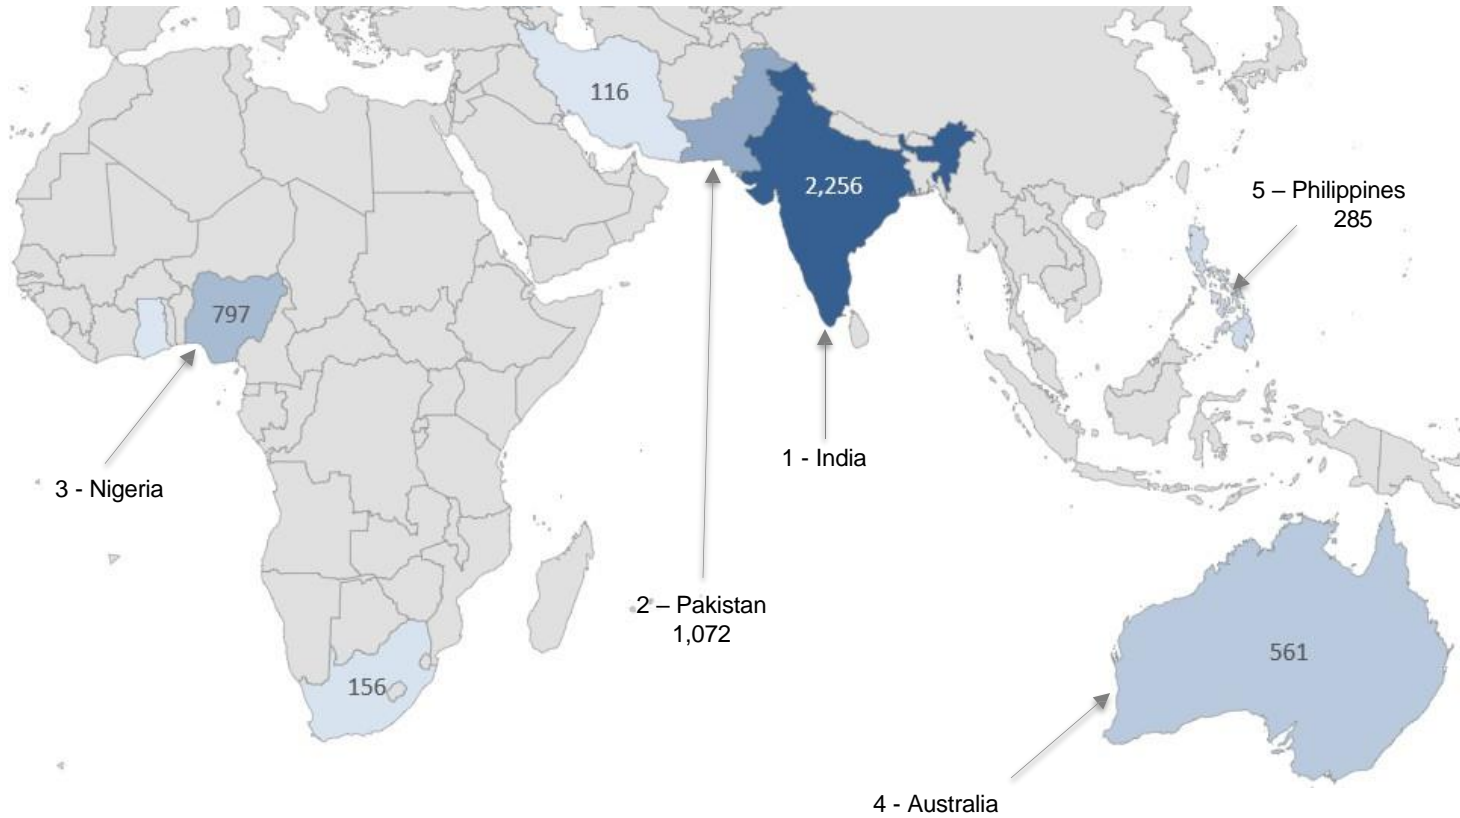 116
2,256
5 – Philippines
285
797
1 - India
3 - Nigeria
2 – Pakistan
1,072
561
156
4 - Australia